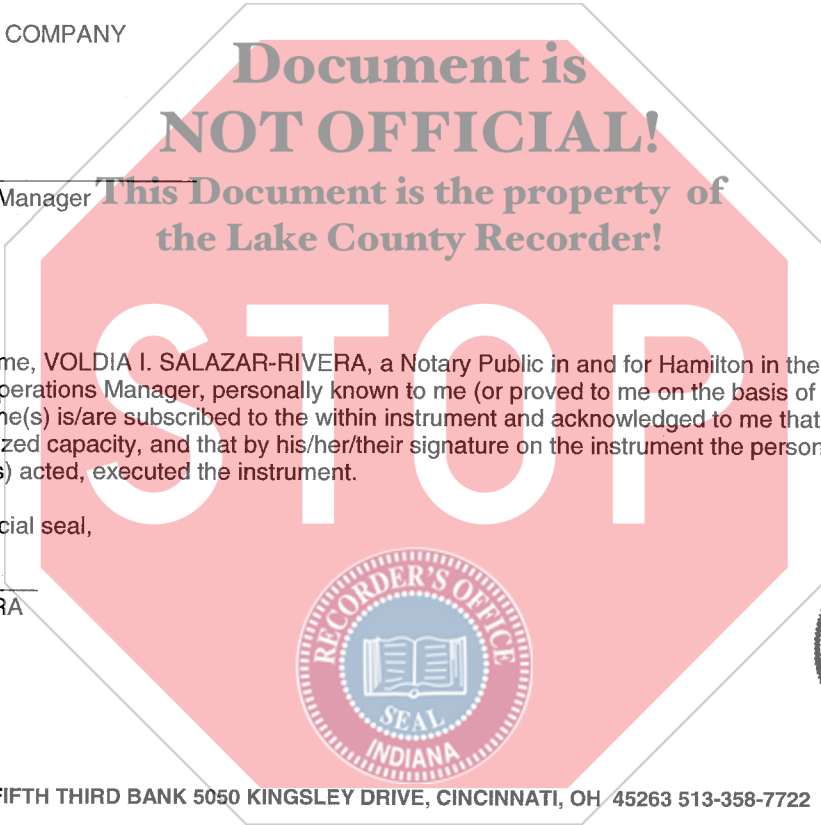 COMPANY
Document is
NOT OFFICIAL!
Manager
This Document is the property of
the Lake County Recorder!
STOP
me, VOLDIA I. SALAZAR-RIVERA, a Notary Public in and for Hamilton in the
perations Manager, personally known to me (or proved to me on the basis of
ne(s) is/are subscribed to the within instrument and acknowledged to me that
zed capacity, and that by his/her/their signature on the instrument the person
s) acted, executed the instrument.
cial seal,
RA
RECORDER'S OFFICE
SEAL
INDIANA
FIFTH THIRD BANK 5050 KINGSLEY DRIVE, CINCINNATI, OH 45263 513-358-7722